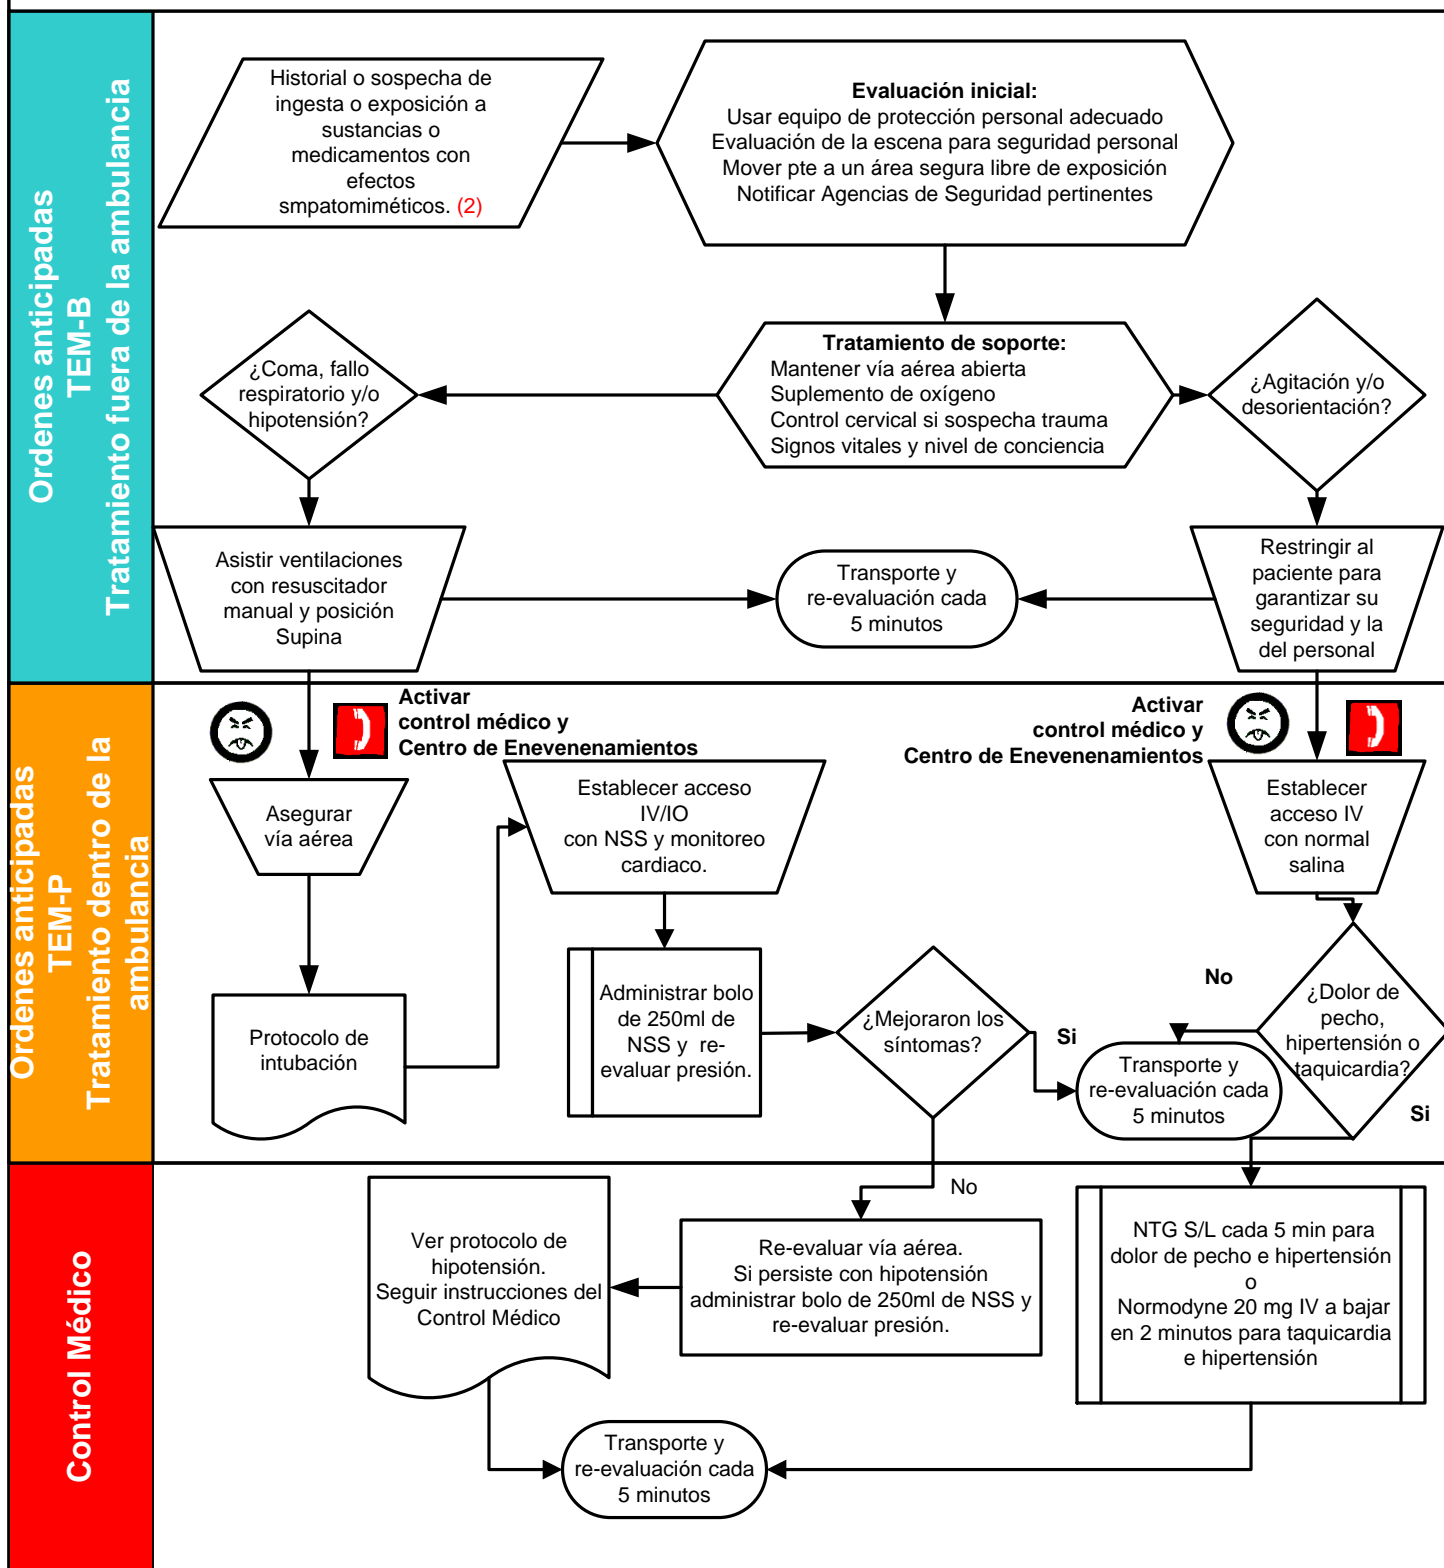 Ordenes anticipadas
TEM-B
Tratamiento fuera de la ambulancia
Historial o sospecha de
ingesta o exposición a
sustancias o
medicamentos con
efectos
smpatomiméticos. (2)
Evaluación inicial:
Usar equipo de protección personal adecuado
Evaluación de la escena para seguridad personal
Mover pte a un área segura libre de exposición
Notificar Agencias de Seguridad pertinentes
¿Coma, fallo
respiratorio y/o
hipotensión?
Tratamiento de soporte:
Mantener vía aérea abierta
Suplemento de oxígeno
Control cervical si sospecha trauma
Signos vitales y nivel de conciencia
¿Agitación y/o
desorientación?
Asistir ventilaciones
con resuscitador
manual y posición
Supina
Transporte y
re-evaluación cada
5 minutos
Restringir al
paciente para
garantizar su
seguridad y la
del personal
Ordenes anticipadas
TEM-P
Tratamiento dentro de la
ambulancia
Activar
control médico y
Centro de Enevenenamientos
Activar
control médico y
Centro de Enevenenamientos
Asegurar
vía aérea
Establecer acceso
IV/IO
con NSS y monitoreo
cardiaco.
Establecer
acceso IV
con normal
salina
Protocolo de
intubación
Administrar bolo
de 250ml de
NSS y re-
evaluar presión.
¿Mejoraron los
síntomas?
Si
No
¿Dolor de
pecho,
hipertensión o
taquicardia?
Transporte y
re-evaluación cada
5 minutos
Si
No
Control Médico
Ver protocolo de
hipotensión.
Seguir instrucciones del
Control Médico
Re-evaluar vía aérea.
Si persiste con hipotensión
administrar bolo de 250ml de NSS y
re-evaluar presión.
NTG S/L cada 5 min para
dolor de pecho e hipertensión
o
Normodyne 20 mg IV a bajar
en 2 minutos para taquicardia
e hipertensión
Transporte y
re-evaluación cada
5 minutos